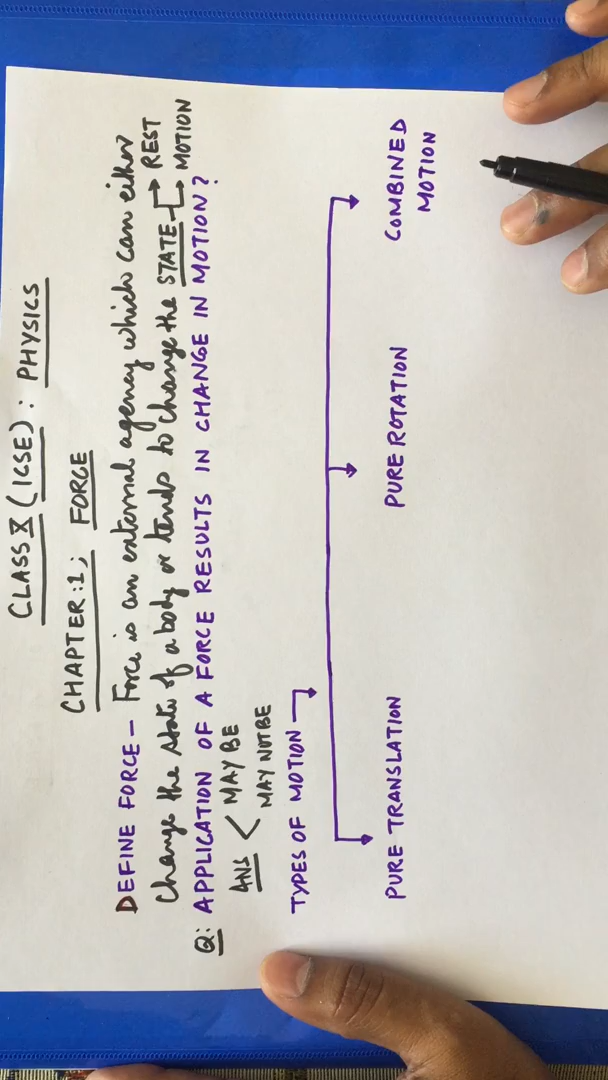 CLASS X (ICSE) : PHYSICS
CHAPTER:1; FORCE
DEFINE FORCE - Force is an external agency which can either
change the state of a body or tends to change the STATE REST
MOTION
Q: APPLICATION OF A FORCE RESULTS IN CHANGE IN MOTION?
ANS < MAY BE
MAY NOT BE
TYPES OF MOTION
PURE TRANSLATION PURE ROTATION COMBINED
MOTION